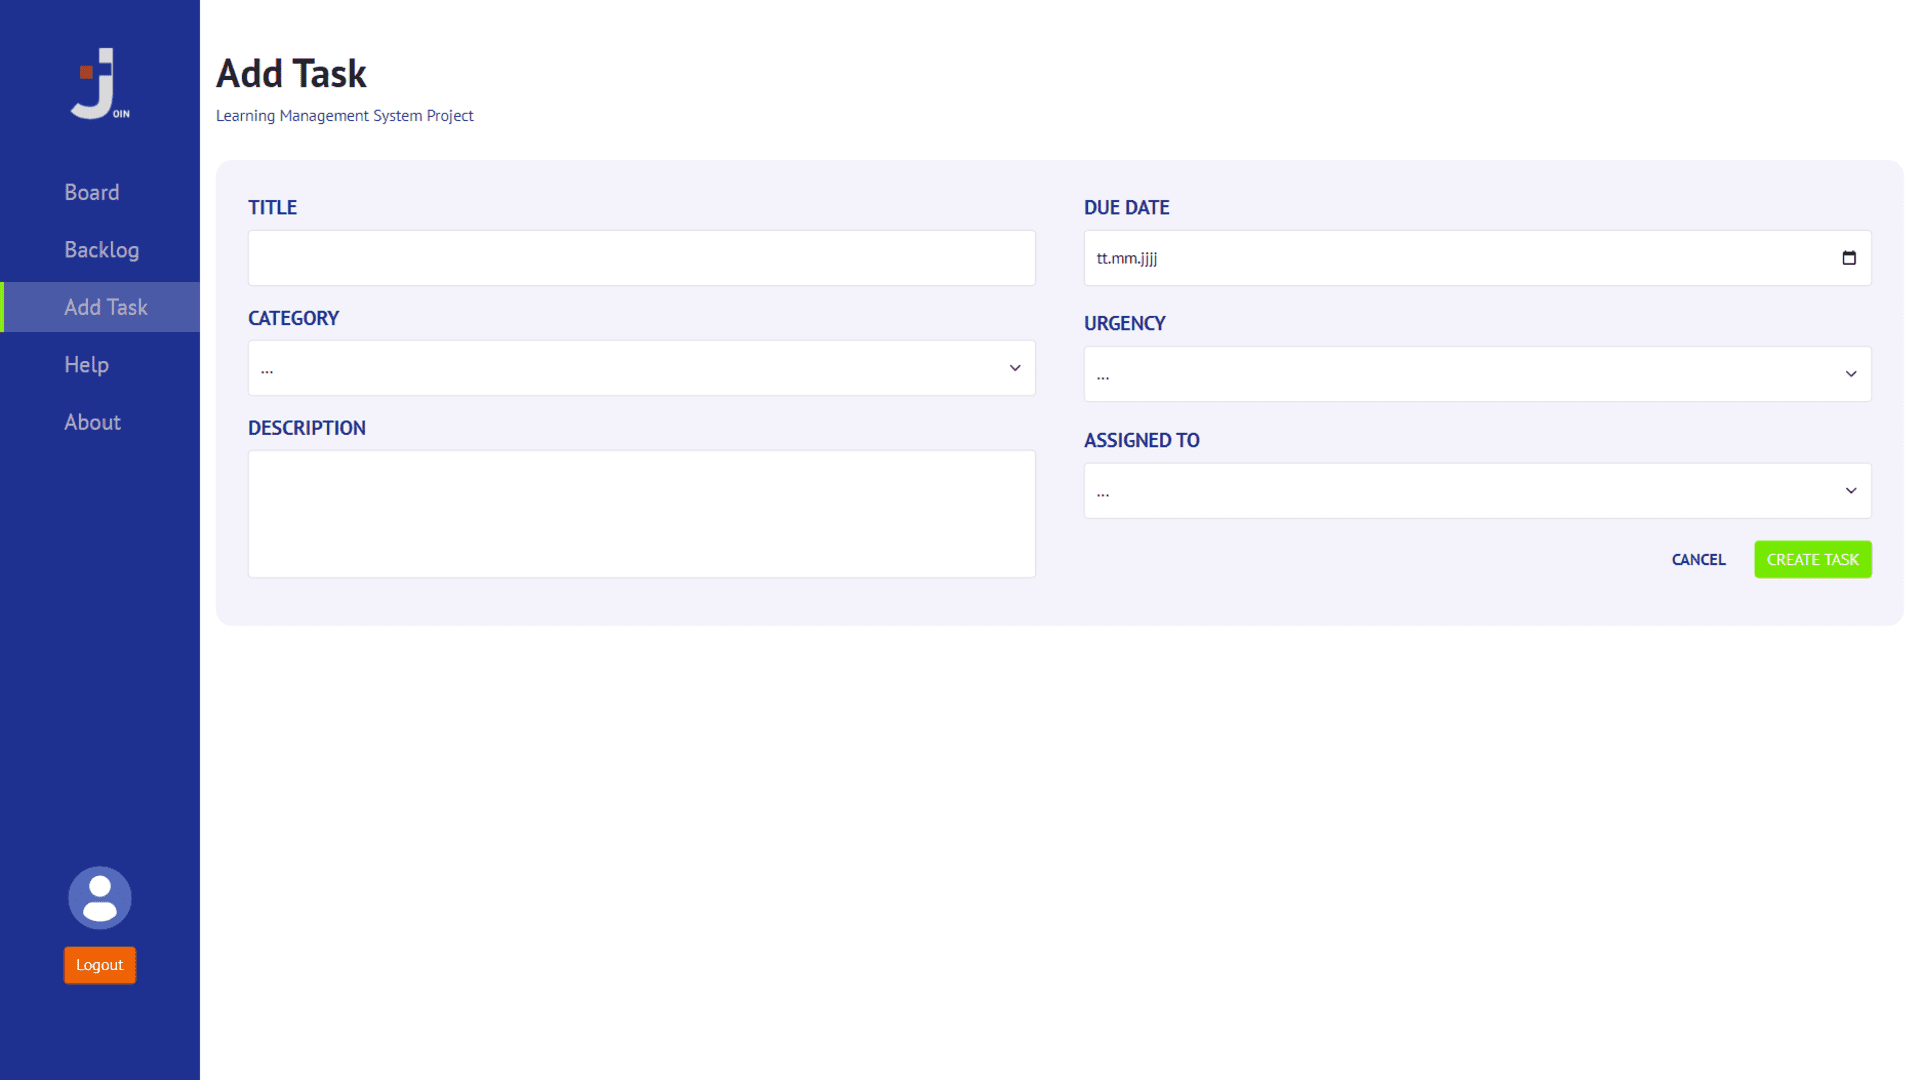 OIN
Board
Backlog
Add Task
Help
About
Logout
Add Task
Learning Management System Project
TITLE
CATEGORY
...
DESCRIPTION
DUE DATE
tt.mm.jjjj
URGENCY
...
ASSIGNED TO
...
CANCEL
CREATE TASK